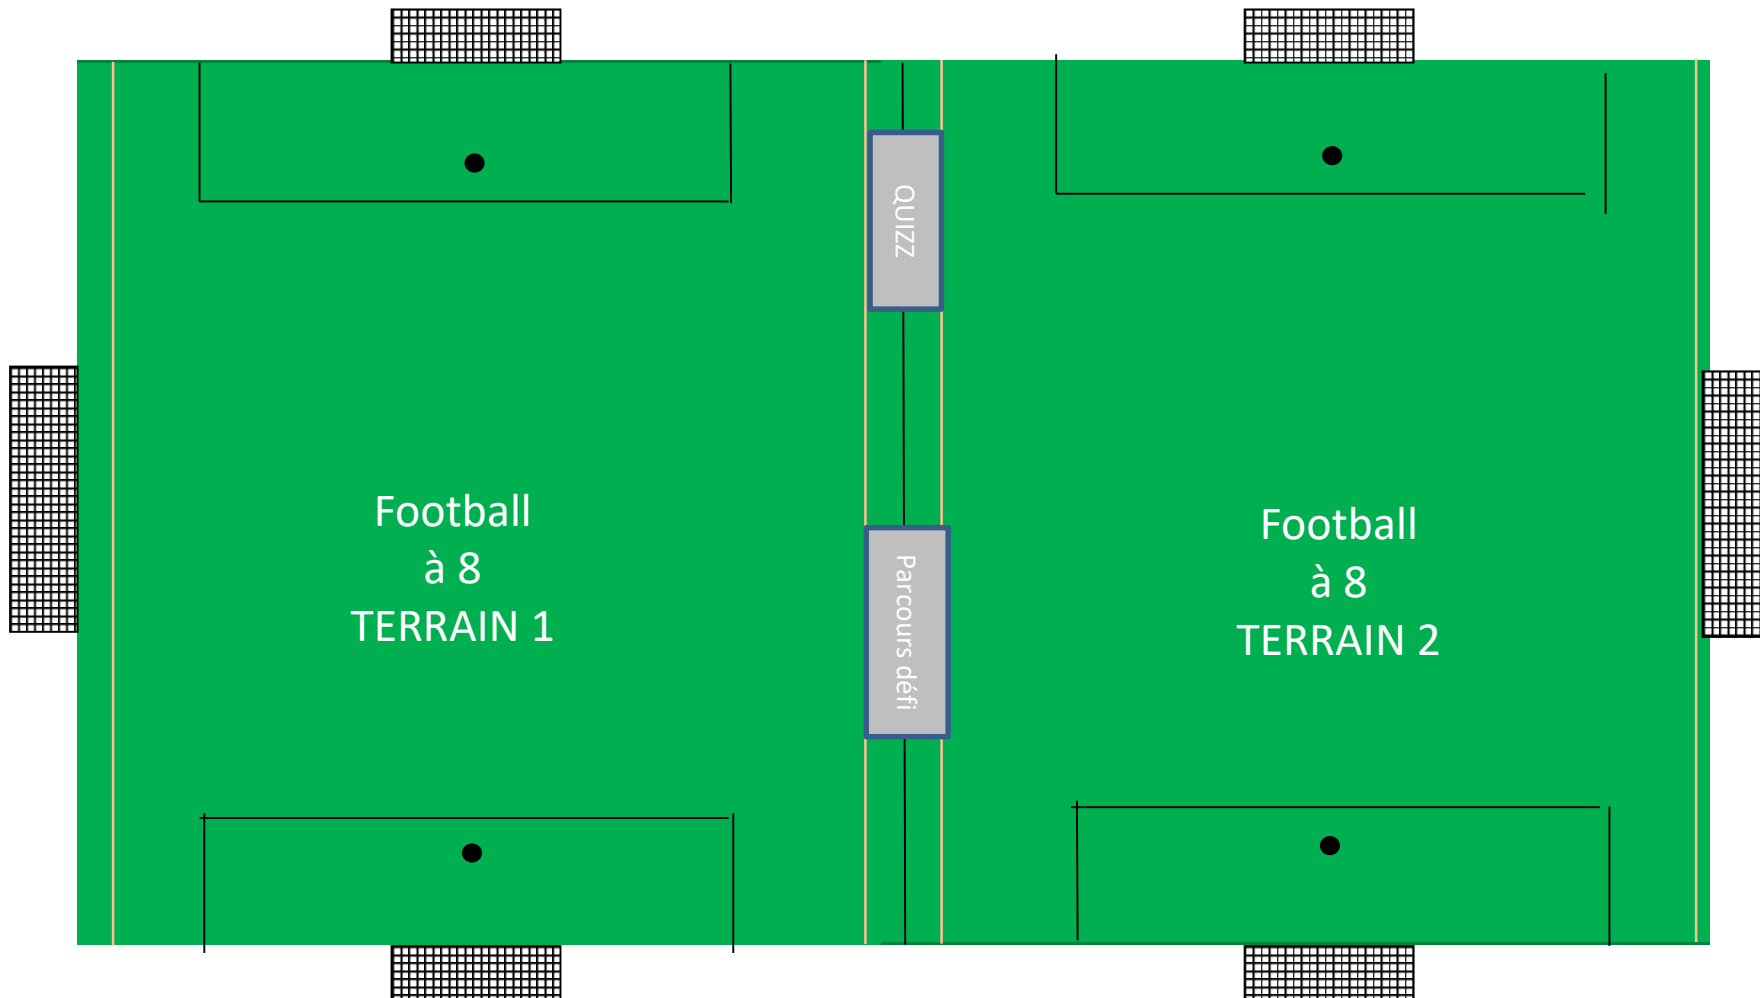 QUIZZ
Football
à 8
TERRAIN 1
Parcours défi
Football
à 8
TERRAIN 2